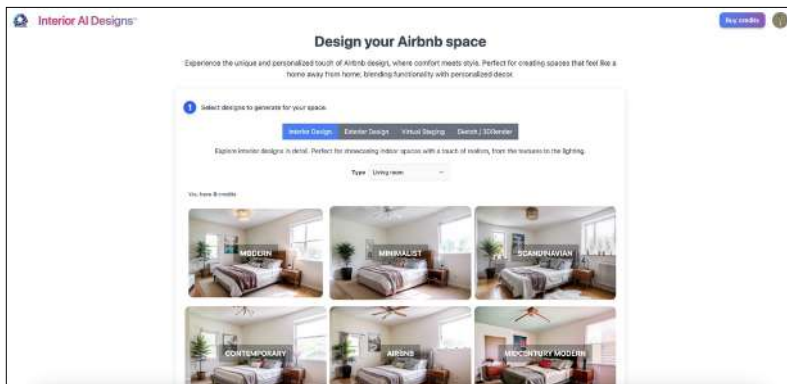 Interior AI Designs™
Buy credits
Design your Airbnb space
Experience the unique and personalized touch of Airbnb design, where comfort meets style. Perfect for creating spaces that feel like a
home away from home, blending functionality with personalized decor.
1 Select designs to generate for your space.
Interior Design Exterior Design Virtual Staging Sketch / 3D Render
Explore interior designs in detail. Perfect for showcasing indoor spaces with a touch of realism, from the textures to the lighting.
Type Living room
You have credits
MODERN MINIMALIST SCANDINAVIAN
CONTEMPORARY AIRBNB MIDCENTURY MODERN